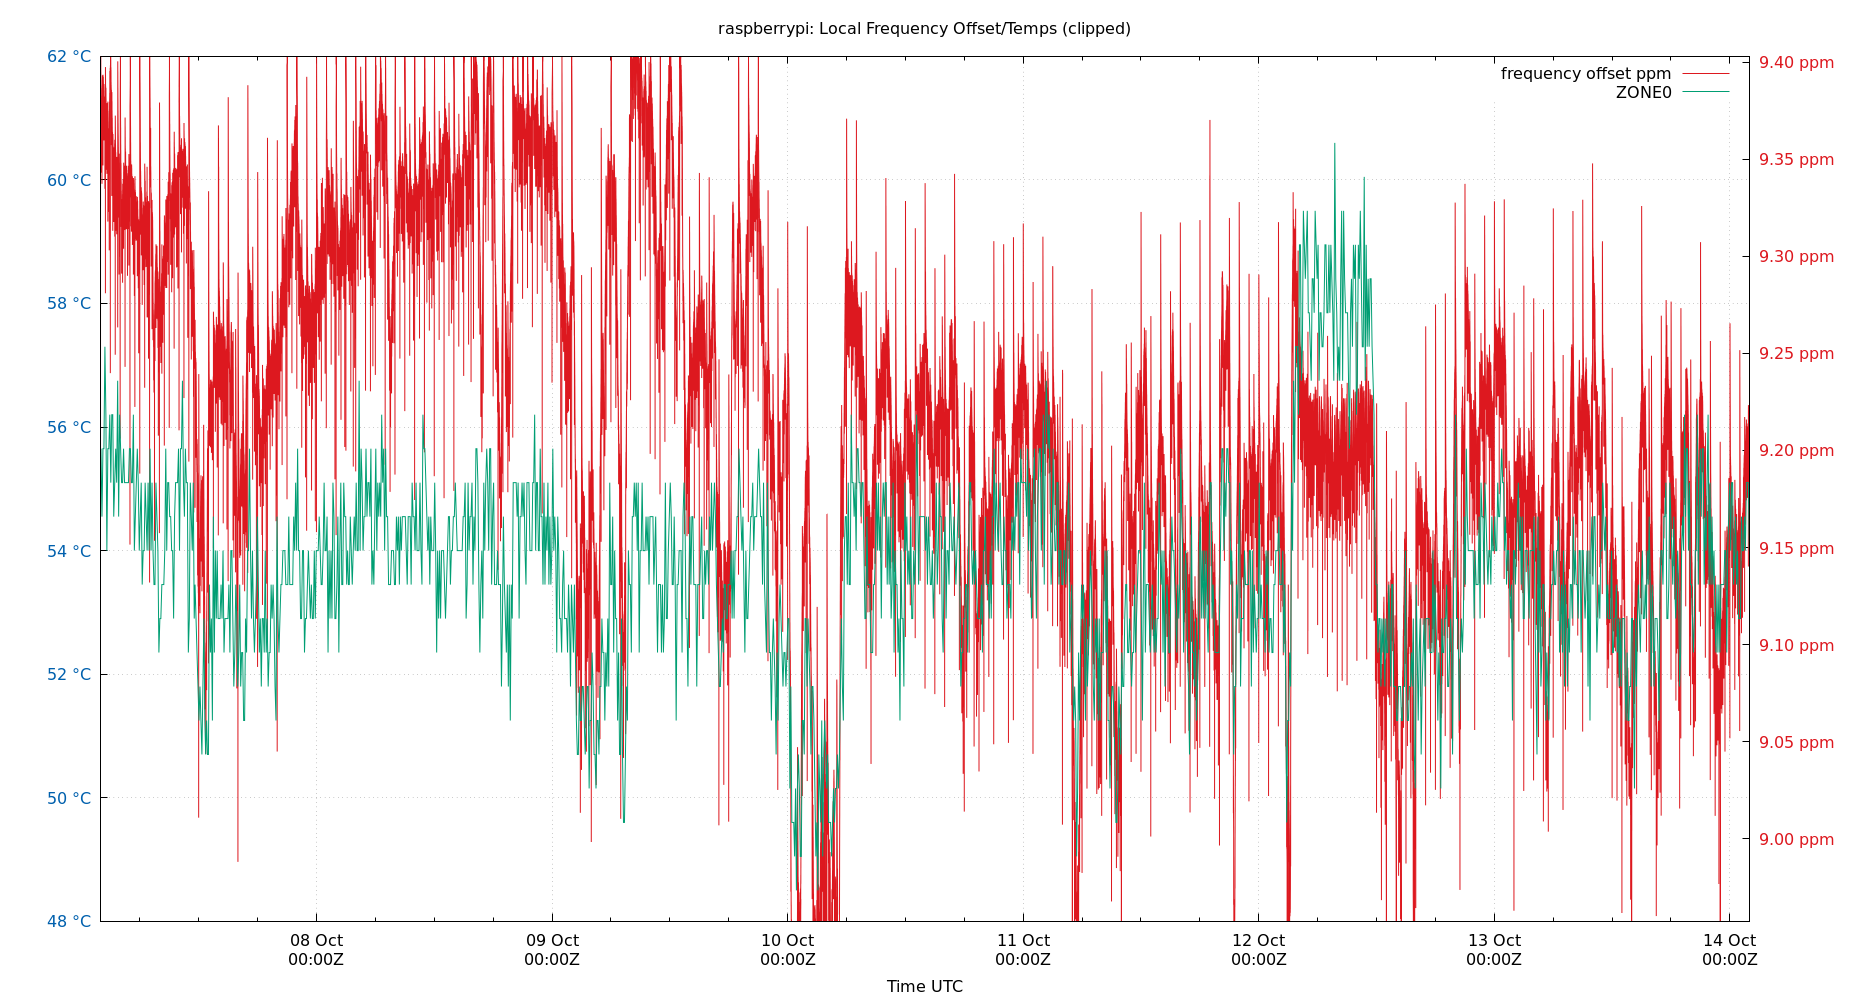 raspberrypi: Local Frequency Offset/Temps (clipped)
62 °C
60 °C
58 °C
56 °C
54 °C
52 °C
50 °C
48 °C
9.40 ppm
9.35 ppm
9.30 ppm
9.25 ppm
9.20 ppm
9.15 ppm
9.10 ppm
9.05 ppm
9.00 ppm
frequency offset ppm
ZONE0
08 Oct
00:00Z
09 Oct
00:00Z
10 Oct
00:00Z
11 Oct
00:00Z
12 Oct
00:00Z
13 Oct
00:00Z
14 Oct
00:00Z
Time UTC